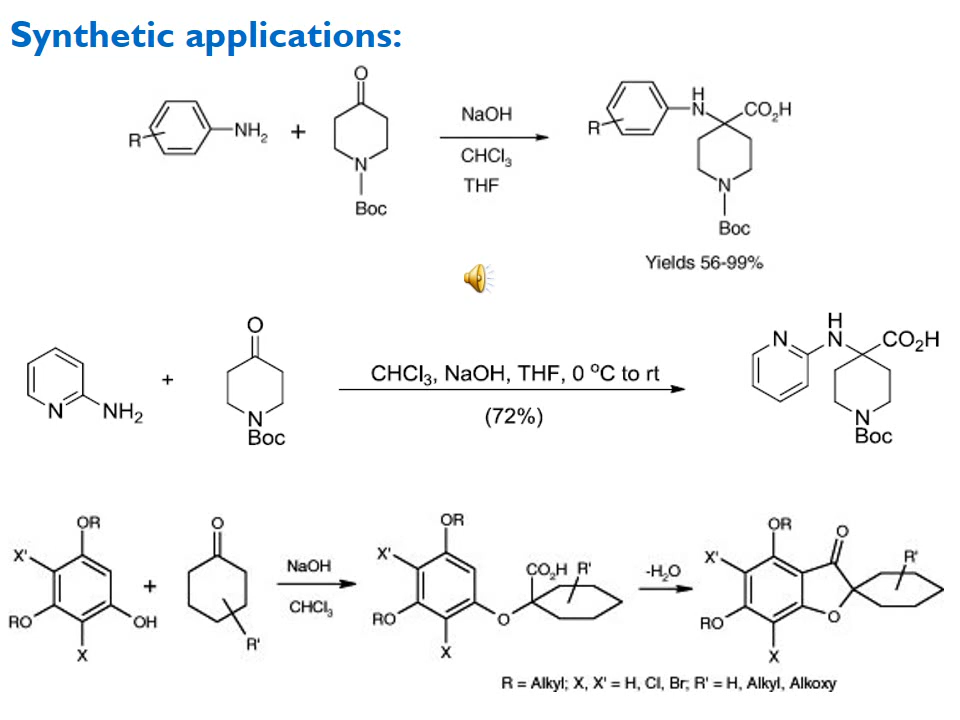 Synthetic applications:
R
NH₂
+
O
N
Boc
NaOH
CHCl₃
THF
R
H
N
CO₂H
N
Boc
Yields 56-99%
N
NH₂
+
O
N
Boc
CHCl₃, NaOH, THF, 0 ºC to rt
(72%)
N
H
N
CO₂H
N
Boc
OR
X'
RO
OH
X
+
O
R'
NaOH
CHCl₃
OR
X'
RO
X
O
CO₂H R'
-H₂O
OR
O
X'
R'
RO
O
X
R = Alkyl; X, X' = H, Cl, Br; R' = H, Alkyl, Alkoxy